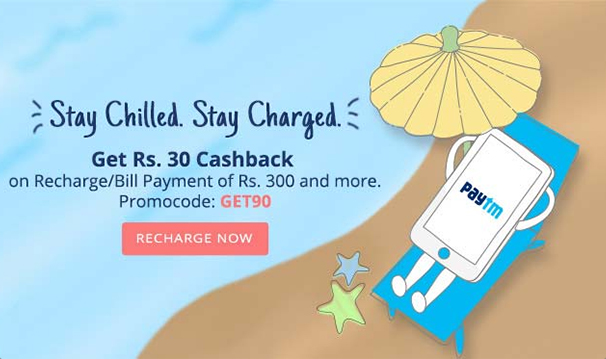 Stay Chilled. Stay Charged.
Get Rs. 30 Cashback
on Recharge/Bill Payment of Rs. 300 and more.
Promocode: GET90
RECHARGE NOW
paytm